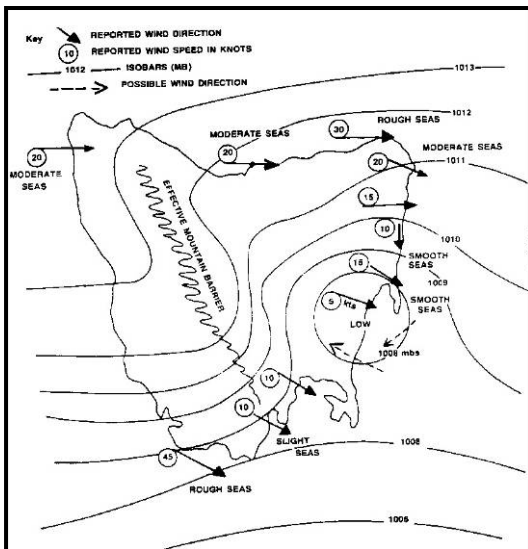 Key
REPORTED WIND DIRECTION
10 REPORTED WIND SPEED IN KNOTS
1012 ISOBARS (MB)
POSSIBLE WIND DIRECTION
1013
1012
ROUGH SEAS
30
MODERATE SEAS
20
MODERATE SEAS
20
1011
20
MODERATE SEAS
EFFECTIVE MOUNTAIN BARRIER
15
10
1010
15
SMOOTH
SEAS
1009
5 kts
SMOOTH
SEAS
LOW
1008 mbs
10
10
SLIGHT
SEAS
1008
45
ROUGH SEAS
1006